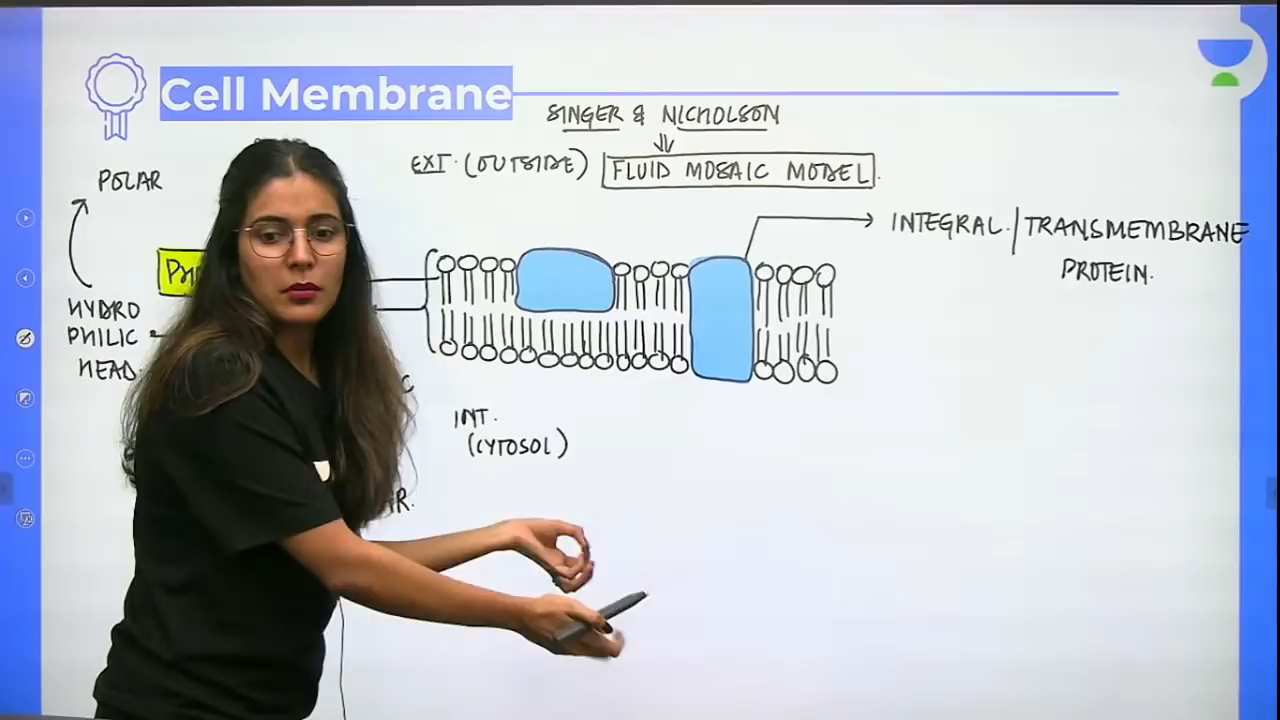 Cell Membrane
SINGER & NICHOLSON
EXT. (OUTSIDE)
FLUID MOSAIC MODEL.
POLAR
INTEGRAL / TRANSMEMBRANE
PROTEIN.
HYDRO
PHILIC
HEAD.
INT.
(CYTOSOL)